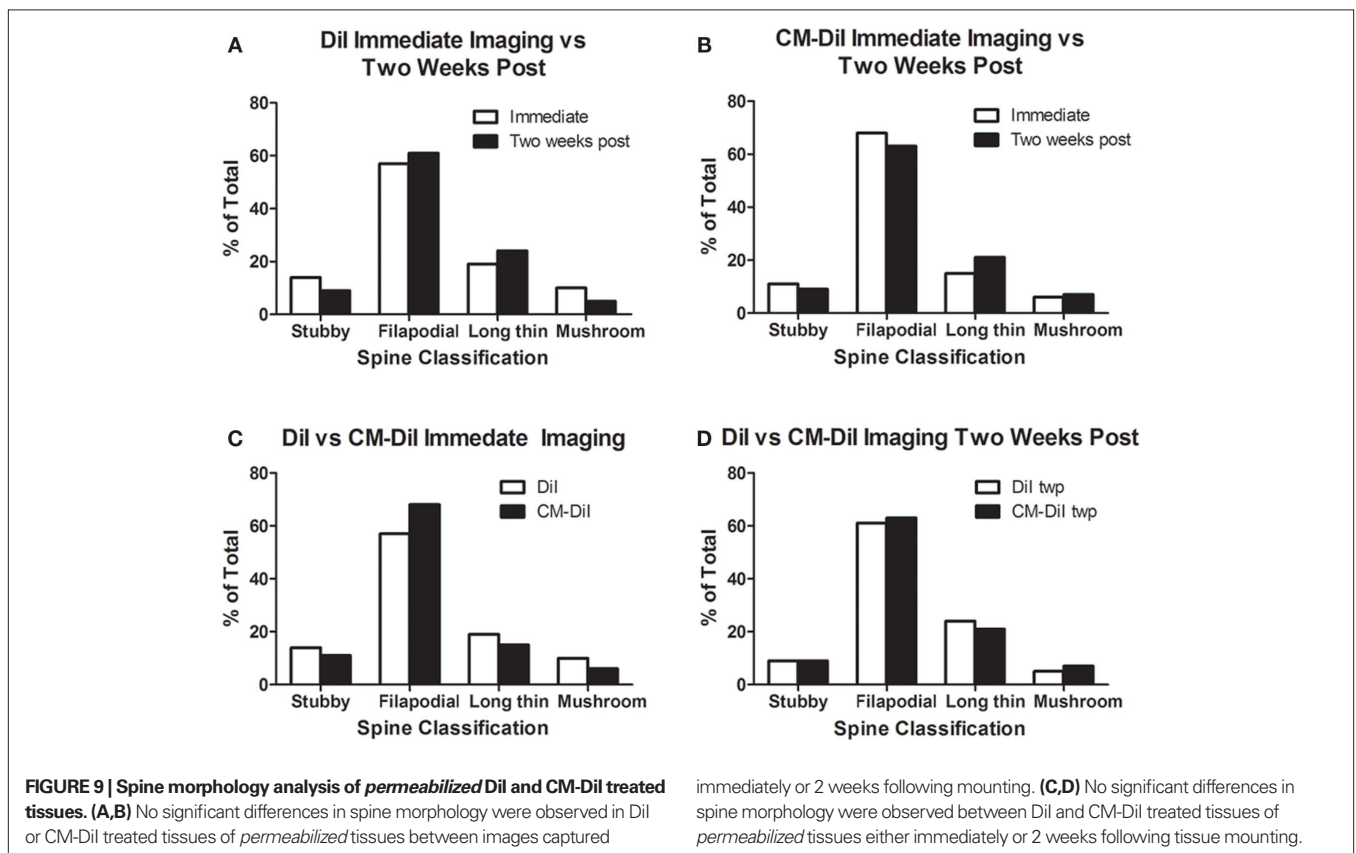 A
DiI Immediate Imaging vs
Two Weeks Post
80
60
40
20
0
% of Total
Immediate
Two weeks post
Stubby Filapodial Long thin Mushroom
Spine Classification
B
CM-DiI Immediate Imaging vs
Two Weeks Post
80
60
40
20
0
% of Total
Immediate
Two weeks post
Stubby Filapodial Long thin Mushroom
Spine Classification
C
DiI vs CM-DiI Immedate Imaging
80
60
40
20
0
% of Total
DiI
CM-DiI
Stubby Filapodial Long thin Mushroom
Spine Classification
D
DiI vs CM-DiI Imaging Two Weeks Post
80
60
40
20
0
% of Total
DiI twp
CM-DiI twp
Stubby Filapodial Long thin Mushroom
Spine Classification
FIGURE 9 | Spine morphology analysis of permeabilized DiI and CM-DiI treated
tissues. (A,B) No significant differences in spine morphology were observed in DiI
or CM-DiI treated tissues of permeabilized tissues between images captured
immediately or 2 weeks following mounting. (C,D) No significant differences in
spine morphology were observed between DiI and CM-DiI treated tissues of
permeabilized tissues either immediately or 2 weeks following tissue mounting.